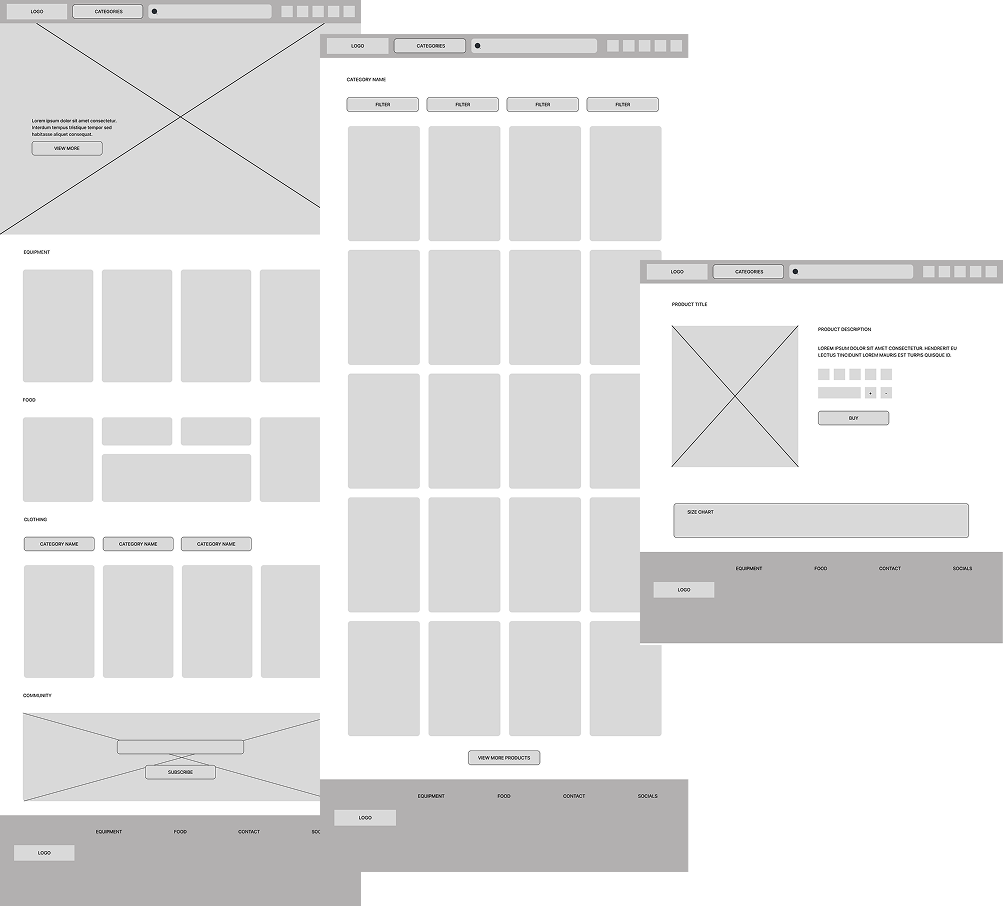 LOGO
CATEGORIES
Lorem ipsum dolor sit amet consectetur.
Interdum tempus tristique tempor sed
habitasse aliquet consequat.
VIEW MORE
EQUIPMENT
FOOD
CLOTHING
CATEGORY NAME
CATEGORY NAME
CATEGORY NAME
COMMUNITY
SUBSCRIBE
EQUIPMENT
FOOD
CONTACT
SOC
LOGO
LOGO
CATEGORIES
CATEGORY NAME
FILTER
FILTER
FILTER
FILTER
VIEW MORE PRODUCTS
EQUIPMENT
FOOD
CONTACT
SOCIALS
LOGO
LOGO
CATEGORIES
PRODUCT TITLE
PRODUCT DESCRIPTION
LOREM IPSUM DOLOR SIT AMET CONSECTETUR. HENDRERIT EU
LECTUS TINCIDUNT LOREM MAURIS EST TURPIS QUISQUE ID.
+
-
BUY
SIZE CHART
EQUIPMENT
FOOD
CONTACT
SOCIALS
LOGO